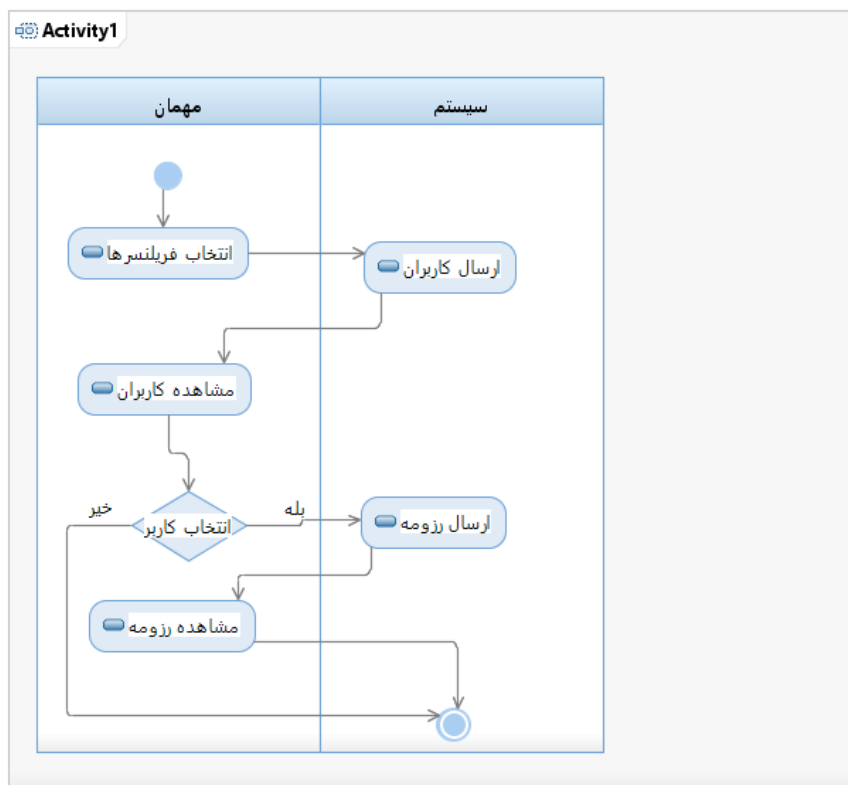 Activity1
مهمان
سیستم
انتخاب فریلنسرها
ارسال کاربران
مشاهده کاربران
خیر
انتخاب کاربر
بله
ارسال رزومه
مشاهده رزومه